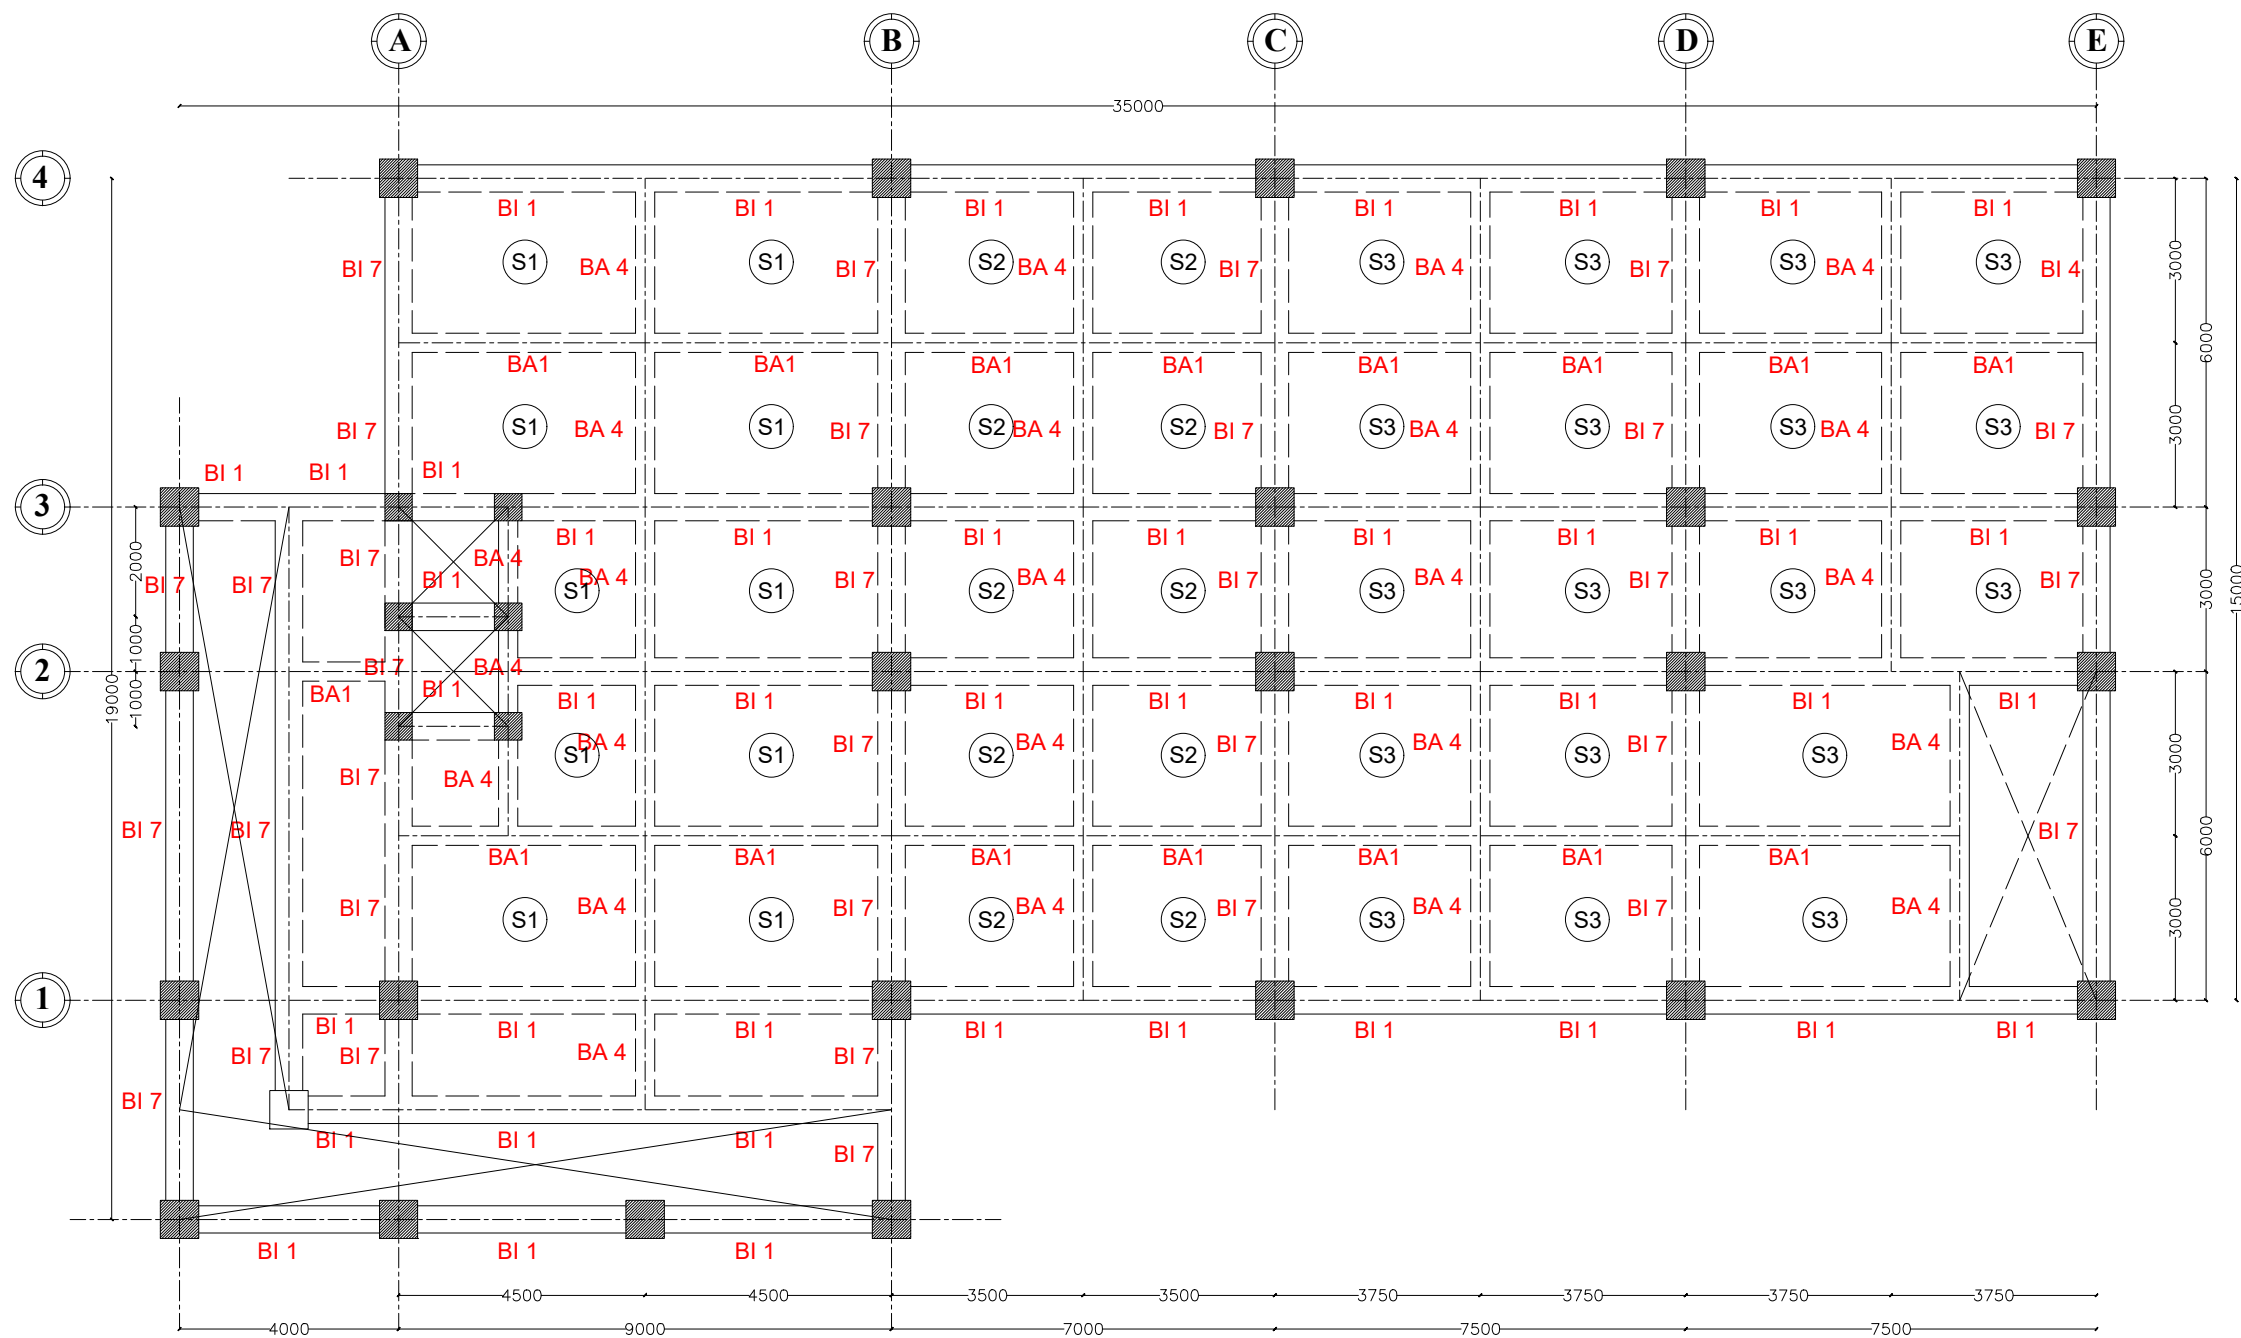 A B C D E
35000
4
BI 1 BI 1 BI 1 BI 1 BI 1 BI 1 BI 1 BI 1
BI 7 S1 BA 4 S1 BI 7 S2 BA 4 S2 BI 7 S3 BA 4 S3 BI 7 S3 BA 4 S3 BI 4 3000
6000
BA1 BA1 BA1 BA1 BA1 BA1 BA1 BA1
BI 7 S1 BA 4 S1 BI 7 S2 BA 4 S2 BI 7 S3 BA 4 S3 BI 7 S3 BA 4 S3 BI 7 3000
BI 1 BI 1 BI 1
3
BI 1 BI 1 BI 1 BI 1 BI 1 BI 1 BI 1 BI 1
2000 BI 7 BA 4
BI 7 BI 7 BI 1 S1 BA 4 S1 BI 7 S2 BA 4 S2 BI 7 S3 BA 4 S3 BI 7 S3 BA 4 S3 BI 7 3000 15000
1000
2 BI 7 BA 4
19000 1000 BA1 BI 1 BI 1 BI 1 BI 1 BI 1 BI 1 BI 1 BI 1 BI 1
S1 BA 4 S1 BI 7 S2 BA 4 S2 BI 7 S3 BA 4 S3 BI 7 S3 BA 4 3000
BI 7 BA 4
BI 7 BI 7 BI 7 6000
BA1 BA1 BA1 BA1 BA1 BA1 BA1
BI 7 S1 BA 4 S1 BI 7 S2 BA 4 S2 BI 7 S3 BA 4 S3 BI 7 S3 BA 4 3000
1
BI 1 BI 1 BI 1 BI 1 BI 1 BI 1 BI 1 BI 1 BI 1
BI 7 BI 7 BA 4 BI 7
BI 7
BI 1 BI 1 BI 1 BI 7
BI 1 BI 1 BI 1
4500 4500 3500 3500 3750 3750 3750 3750
4000 9000 7000 7500 7500